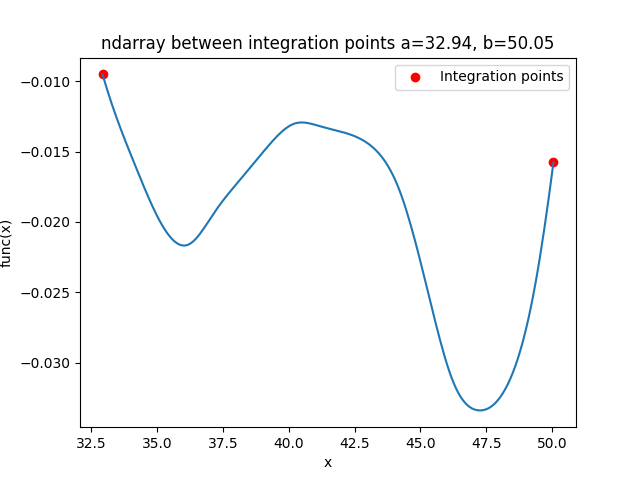 ndarray between integration points a=32.94, b=50.05
Integration points
−0.010
−0.015
−0.020
−0.025
−0.030
func(x)
32.5 35.0 37.5 40.0 42.5 45.0 47.5 50.0
x